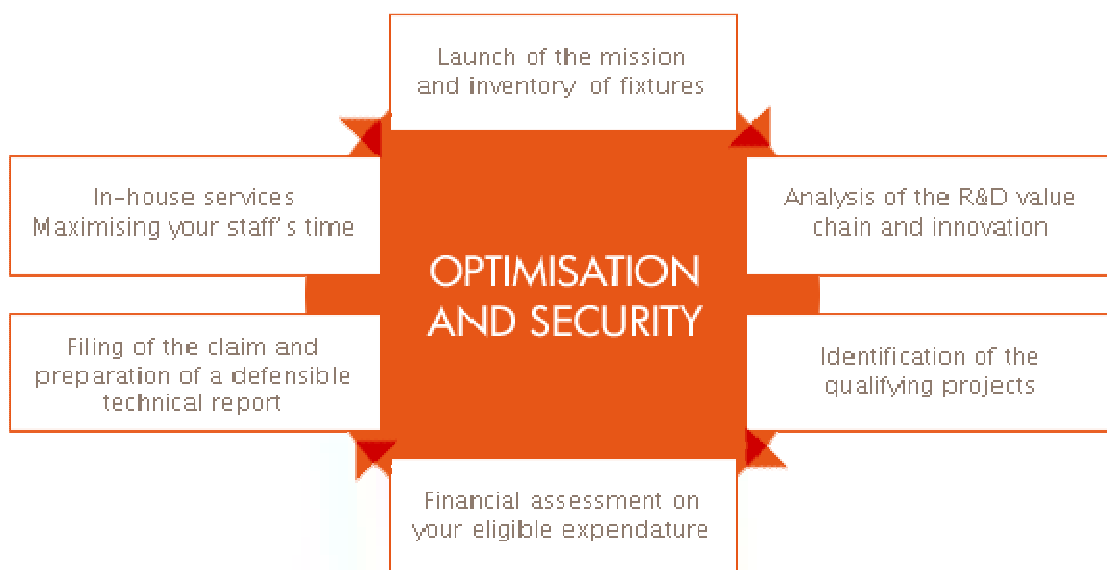 Launch of the mission
and inventory of fixtures
Analysis of the R&D value
chain and innovation
Identification of the
qualifying projects
Financial assessment on
your eligible expendature
Filing of the claim and
preparation of a defensible
technical report
In-house services
Maximising your staff's time
OPTIMISATION
AND SECURITY